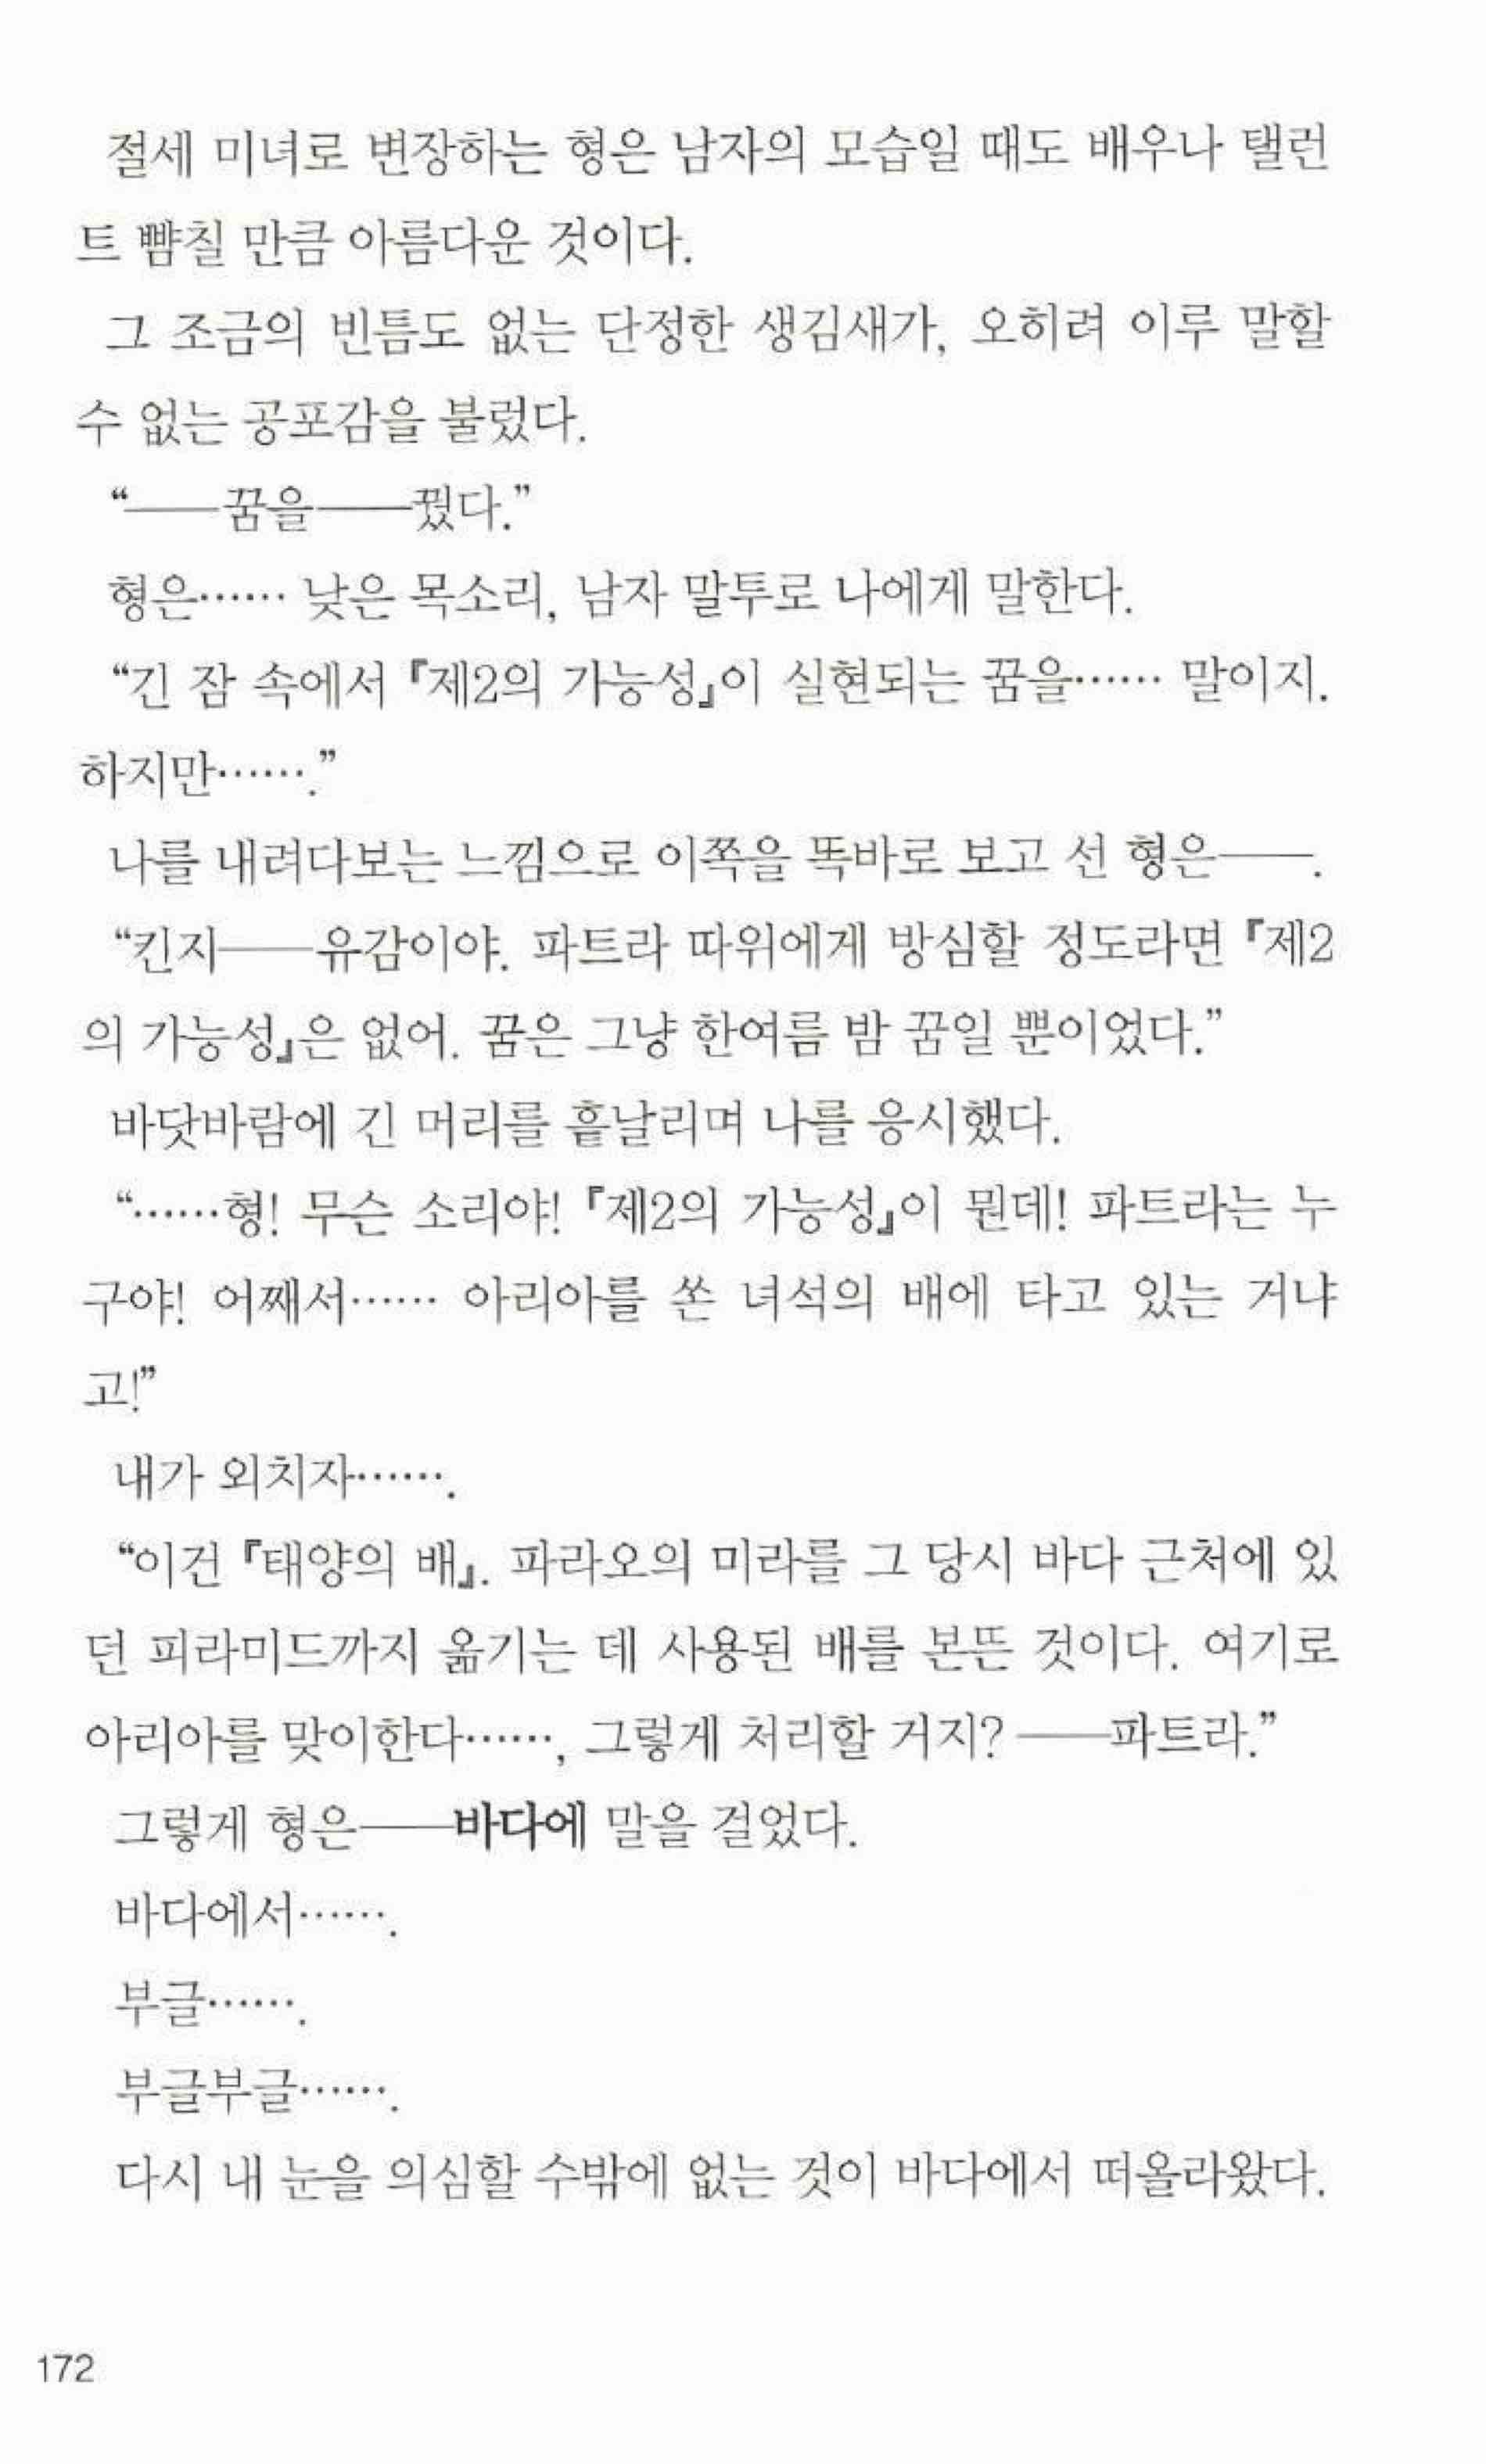 절세 미녀로 변장하는 형은 남자의 모습일 때도 배우나 탤런
트 뺨칠 만큼 아름다운 것이다.
그 조금의 빈틈도 없는 단정한 생김새가, 오히려 이루 말할
수 없는 공포감을 불렀다.
“――꿈을――꿨다.”
형은…… 낮은 목소리, 남자 말투로 나에게 말한다.
“긴 잠 속에서 『제2의 가능성』이 실현되는 꿈을…… 말이지.
하지만…….”
나를 내려다보는 느낌으로 이쪽을 똑바로 보고 선 형은――.
“킨지――유감이야. 파트라 따위에게 방심할 정도라면 『제2
의 가능성』은 없어. 꿈은 그냥 한여름 밤 꿈일 뿐이었다.”
바닷바람에 긴 머리를 흩날리며 나를 응시했다.
“……형! 무슨 소리야! 『제2의 가능성』이 뭔데! 파트라는 누
구야! 어째서…… 아리아를 쏜 녀석의 배에 타고 있는 거냐
고!”
내가 외치자…….
“이건 『태양의 배』. 파라오의 미라를 그 당시 바다 근처에 있
던 피라미드까지 옮기는 데 사용된 배를 본뜬 것이다. 여기로
아리아를 맞이한다……, 그렇게 처리할 거지? ――파트라.”
그렇게 형은――바다에 말을 걸었다.
바다에서…….
부글…….
부글부글…….
다시 내 눈을 의심할 수밖에 없는 것이 바다에서 떠올라왔다.
172